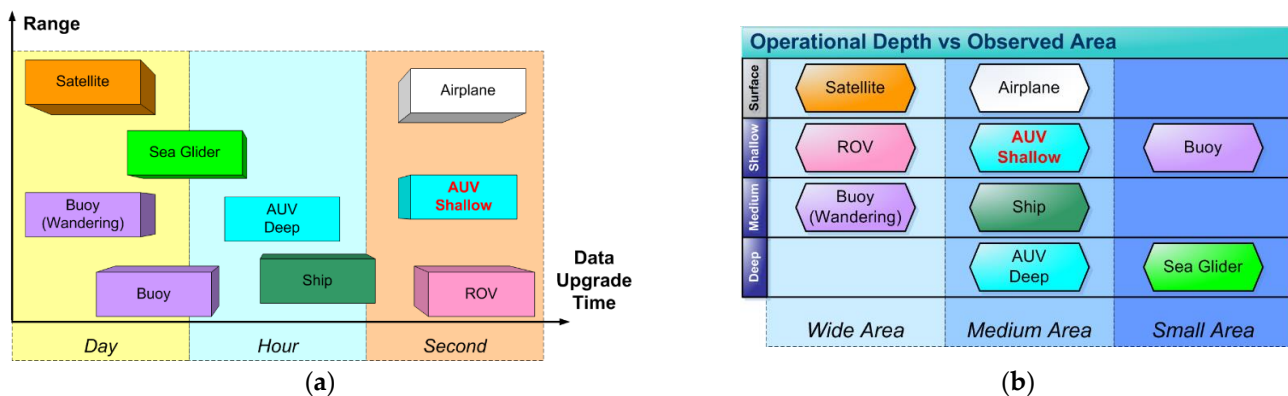 Range
Satellite
Airplane
Sea Glider
Buoy
(Wandering)
AUV
Deep
AUV
Shallow
Buoy
Ship
ROV
Data
Upgrade
Time
Day
Hour
Second
(a)
Operational Depth vs Observed Area
Surface
Satellite
Airplane
Shallow
ROV
AUV
Shallow
Buoy
Medium
Buoy
(Wandering)
Ship
Deep
AUV
Deep
Sea Glider
Wide Area
Medium Area
Small Area
(b)